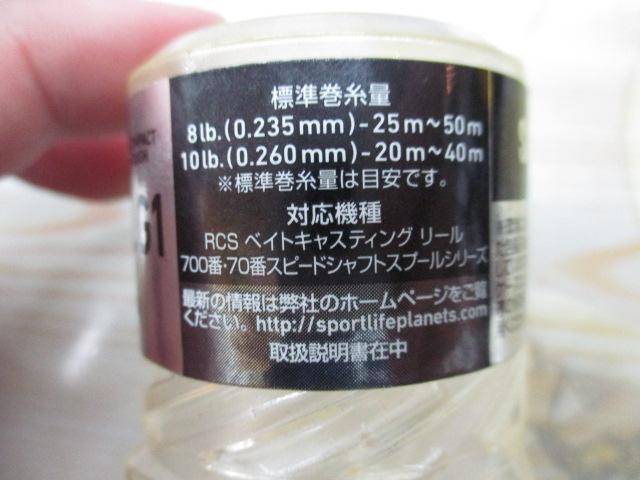 標準巻糸量
8lb.(0.235mm)-25m~50m
10lb.(0.260mm)-20m~40m
※標準巻糸量は目安です。
対応機種
RCS ベイトキャスティング リール
700番・70番スピードシャフトスプールシリーズ
最新の情報は弊社のホームページをご覧
ください。http://sportlifeplanets.com
取扱説明書在中
G1